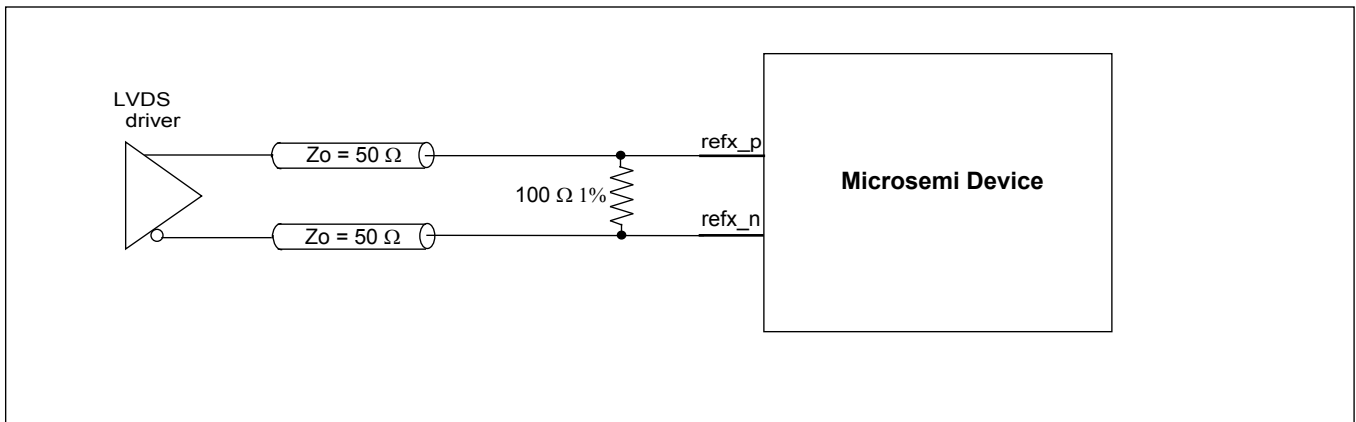 LVDS
driver
Zo = 50 Ω
refx_p
100 Ω 1%
Microsemi Device
Zo = 50 Ω
refx_n